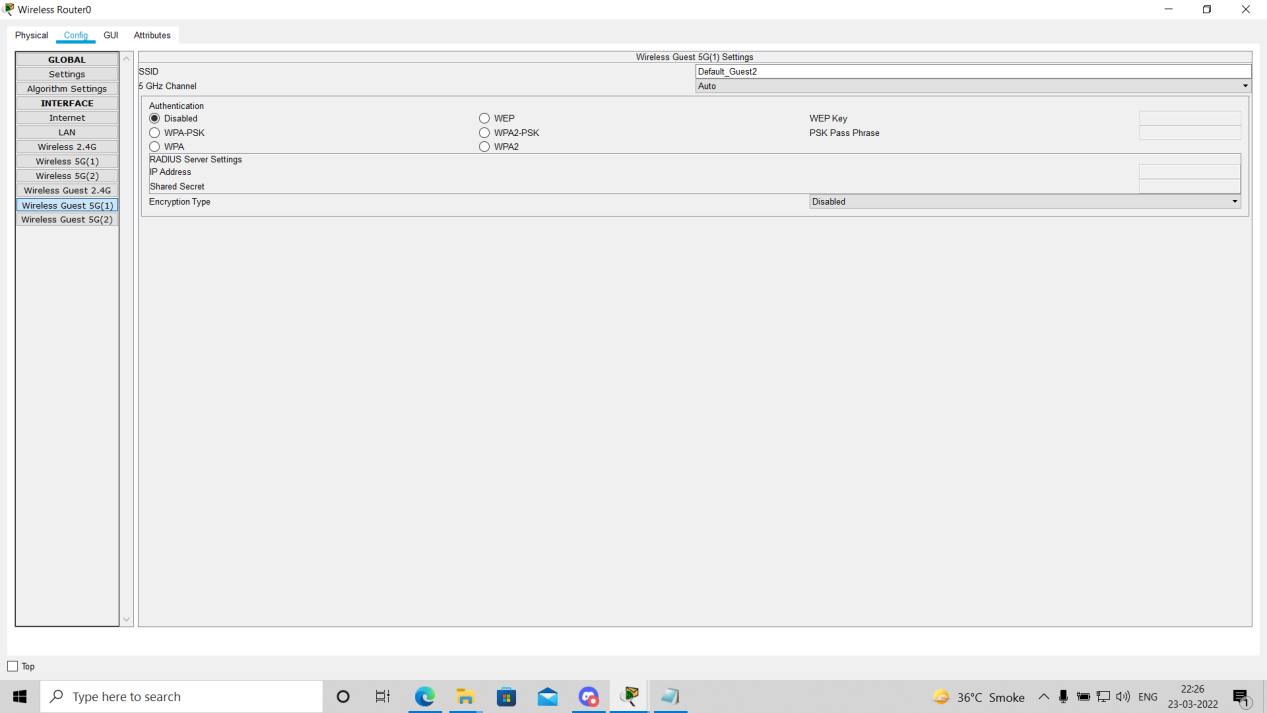 Wireless Router0
Physical Config GUI Attributes
GLOBAL
Settings
Algorithm Settings
INTERFACE
Internet
LAN
Wireless 2.4G
Wireless 5G(1)
Wireless 5G(2)
Wireless Guest 2.4G
Wireless Guest 5G(1)
Wireless Guest 5G(2)
Wireless Guest 5G(1) Settings
SSID Default_Guest2
5 GHz Channel Auto
Authentication
Disabled WEP WEP Key
WPA-PSK WPA2-PSK PSK Pass Phrase
WPA WPA2
RADIUS Server Settings
IP Address
Shared Secret
Encryption Type Disabled
Top
Type here to search
36°C Smoke ENG 22:26
23-03-2022
1